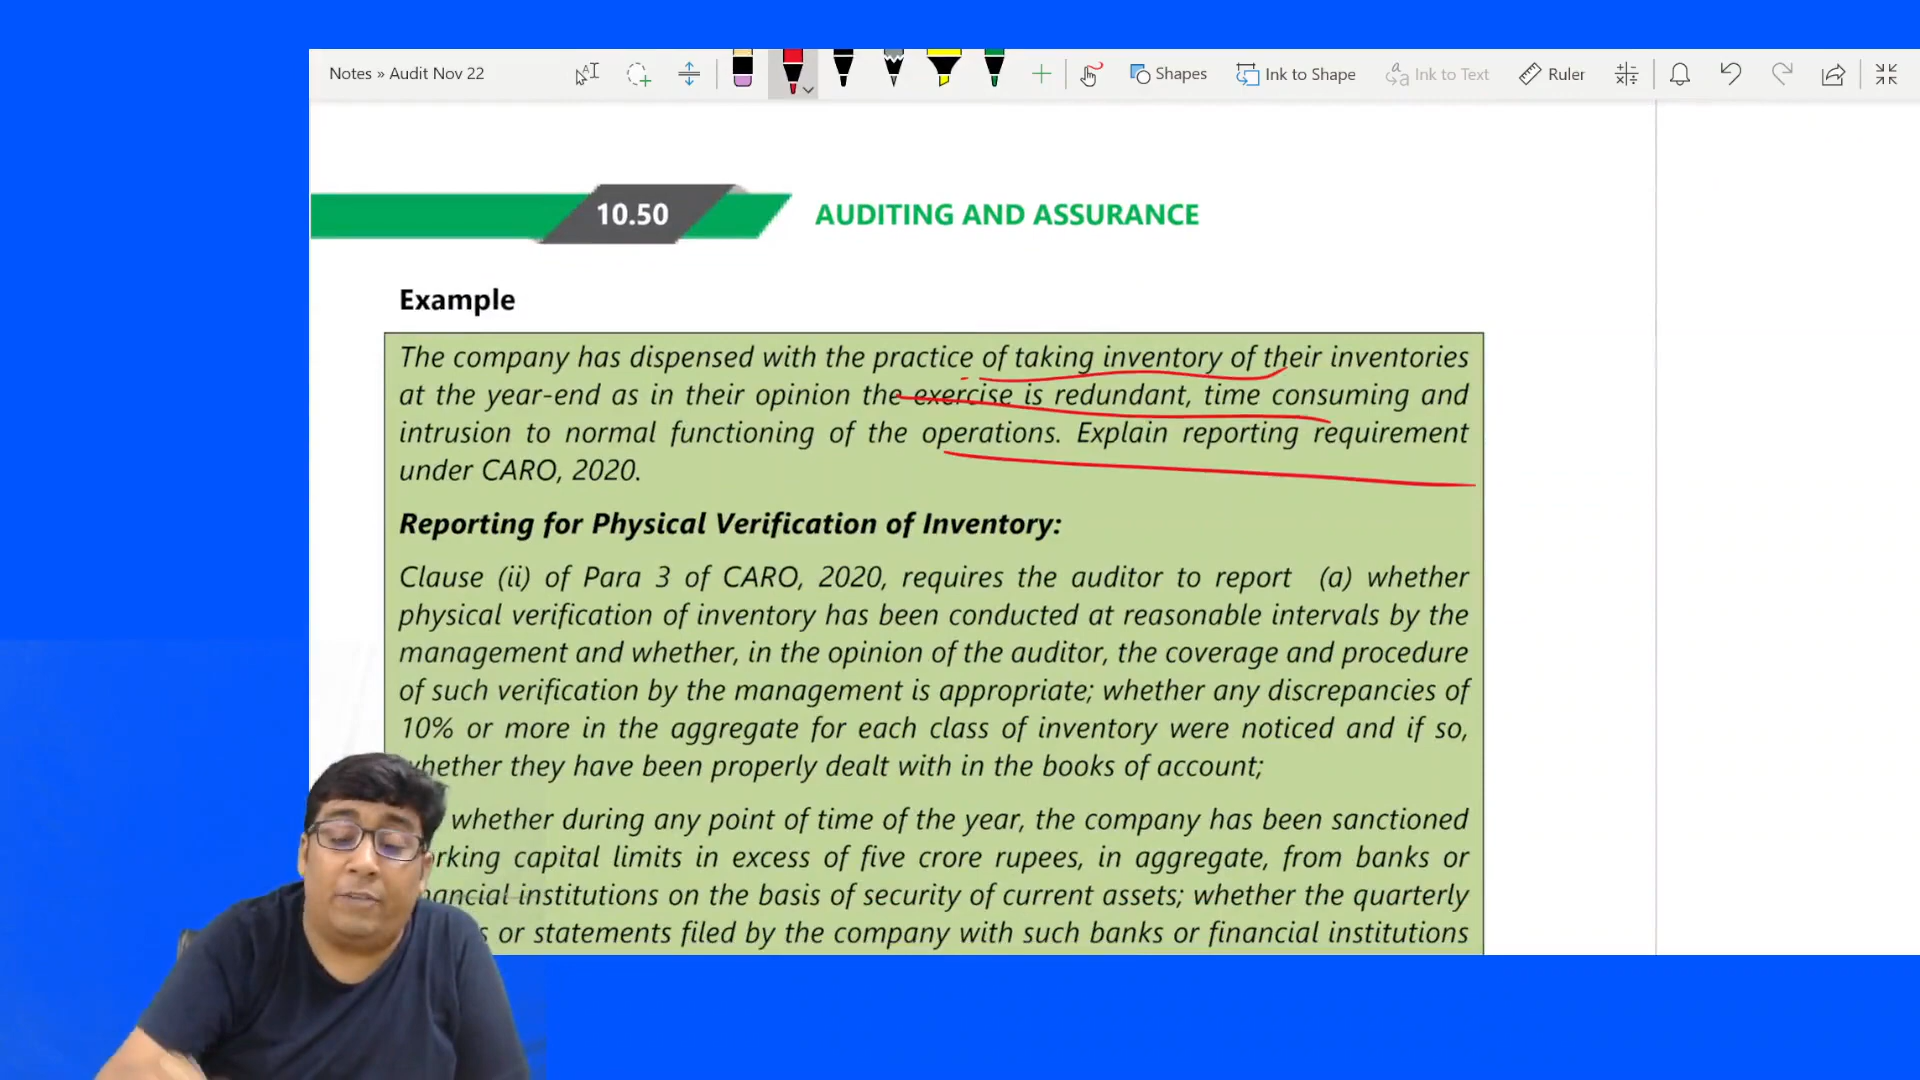 Notes » Audit Nov 22
Shapes
Ink to Shape
Ink to Text
Ruler
10.50
AUDITING AND ASSURANCE
Example
The company has dispensed with the practice of taking inventory of their inventories
at the year-end as in their opinion the exercise is redundant, time consuming and
intrusion to normal functioning of the operations. Explain reporting requirement
under CARO, 2020.
Reporting for Physical Verification of Inventory:
Clause (ii) of Para 3 of CARO, 2020, requires the auditor to report (a) whether
physical verification of inventory has been conducted at reasonable intervals by the
management and whether, in the opinion of the auditor, the coverage and procedure
of such verification by the management is appropriate; whether any discrepancies of
10% or more in the aggregate for each class of inventory were noticed and if so,
whether they have been properly dealt with in the books of account;
whether during any point of time of the year, the company has been sanctioned
capital limits in excess of five crore rupees, in aggregate, from banks or
institutions on the basis of security of current assets; whether the quarterly
or statements filed by the company with such banks or financial institutions